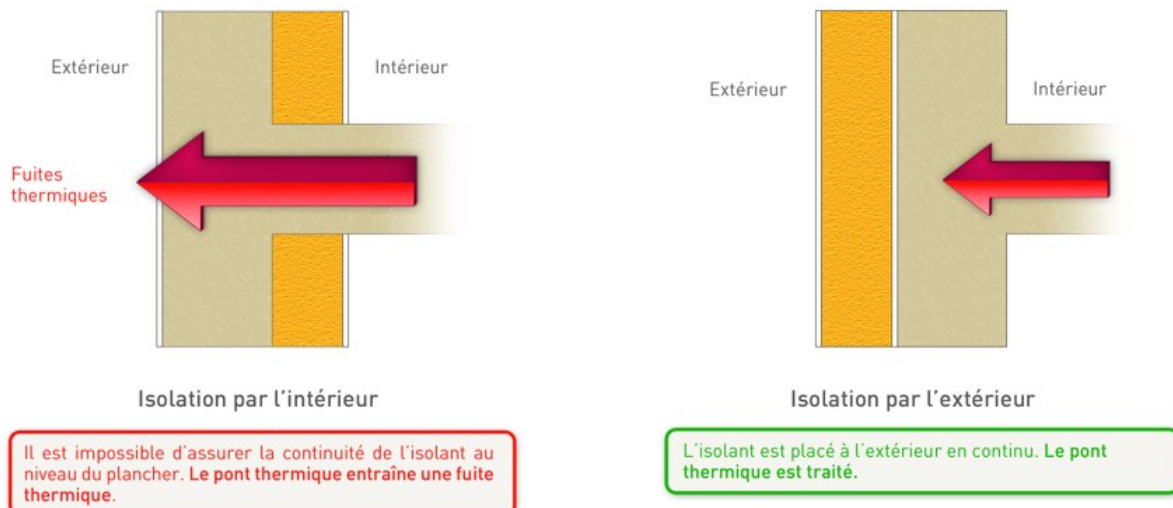 Extérieur
Intérieur
Fuites
thermiques
Isolation par l'intérieur
Il est impossible d'assurer la continuité de l'isolant au
niveau du plancher. Le pont thermique entraîne une fuite
thermique.
Extérieur
Intérieur
Isolation par l'extérieur
L'isolant est placé à l'extérieur en continu. Le pont
thermique est traité.